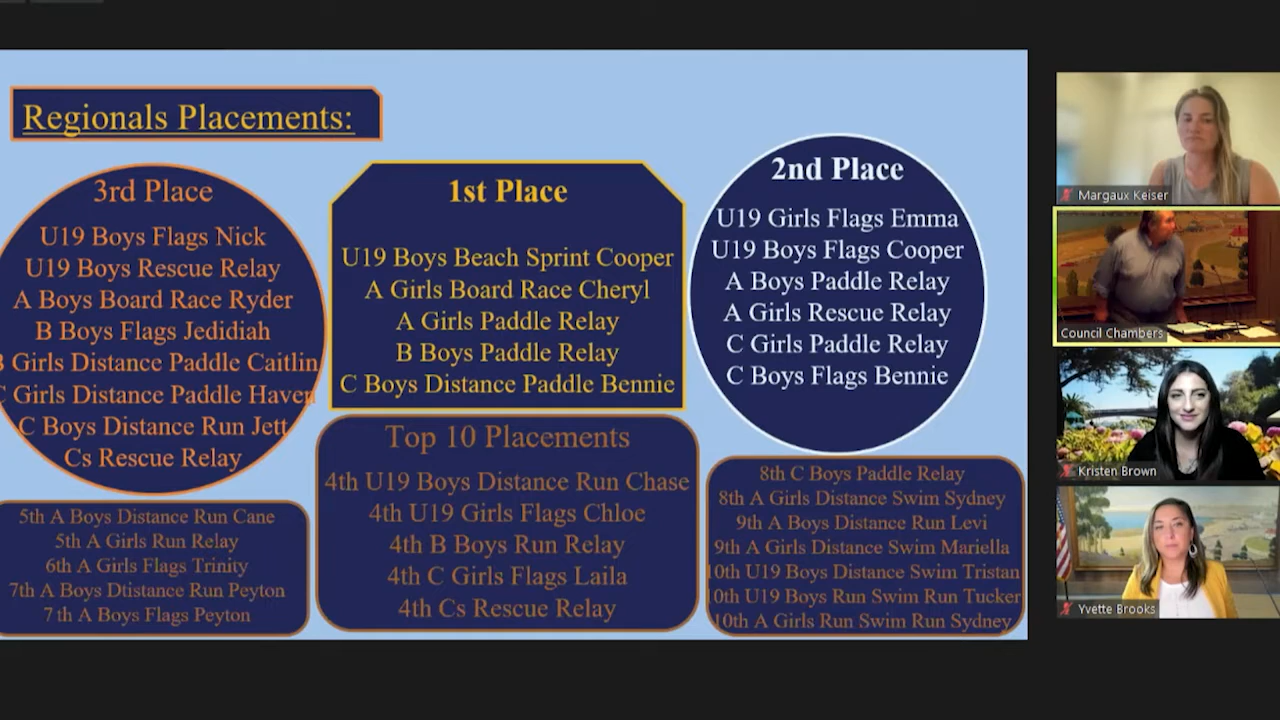 Regionals Placements:
3rd Place
U19 Boys Flags Nick
U19 Boys Rescue Relay
A Boys Board Race Ryder
B Boys Flags Jedidiah
B Girls Distance Paddle Caitlin
C Girls Distance Paddle Haven
C Boys Distance Run Jett
Cs Rescue Relay
1st Place
U19 Boys Beach Sprint Cooper
A Girls Board Race Cheryl
A Girls Paddle Relay
B Boys Paddle Relay
C Boys Distance Paddle Bennie
2nd Place
U19 Girls Flags Emma
U19 Boys Flags Cooper
A Boys Paddle Relay
A Girls Rescue Relay
C Girls Paddle Relay
C Boys Flags Bennie
5th A Boys Distance Run Cane
5th A Girls Run Relay
6th A Girls Flags Trinity
7th A Boys Dtistance Run Peyton
7th A Boys Flags Peyton
Top 10 Placements
4th U19 Boys Distance Run Chase
4th U19 Girls Flags Chloe
4th B Boys Run Relay
4th C Girls Flags Laila
4th Cs Rescue Relay
8th C Boys Paddle Relay
8th A Girls Distance Swim Sydney
9th A Boys Distance Run Levi
9th A Girls Distance Swim Mariella
10th U19 Boys Distance Swim Tristan
10th U19 Boys Run Swim Run Tucker
10th A Girls Run Swim Run Sydney
Margaux Keiser
Council Chambers
Kristen Brown
Yvette Brooks